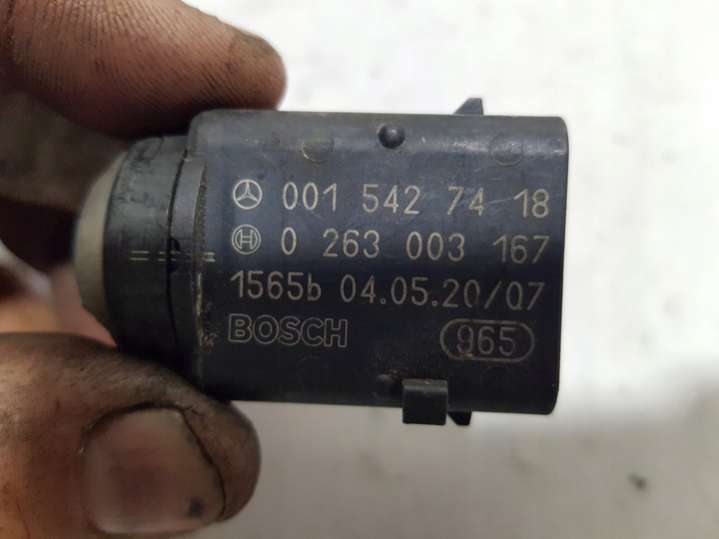 001 542 74 18
0 263 003 167
1565b 04.05.20/07
BOSCH 965